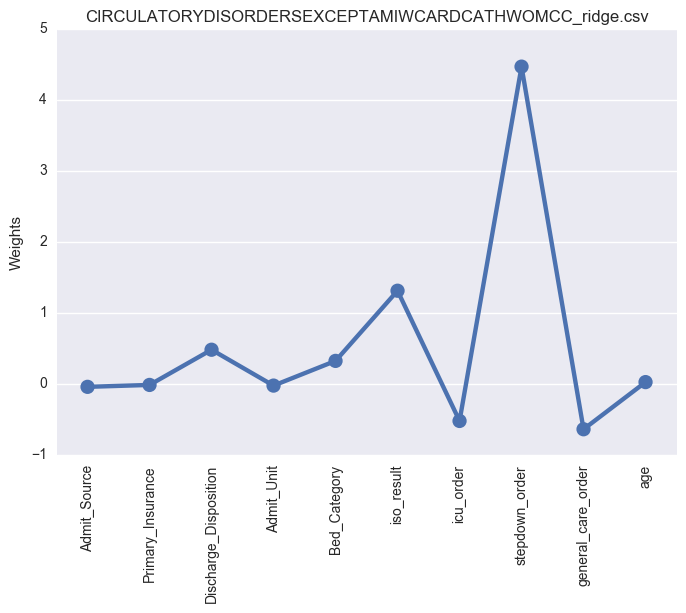 CIRCULATORYDISORDERSEXCEPTAMIWCARDCATHWOMCC_ridge.csv
5
4
3
2
1
0
−1
Weights
Admit_Source
Primary_Insurance
Discharge_Disposition
Admit_Unit
Bed_Category
iso_result
icu_order
stepdown_order
general_care_order
age